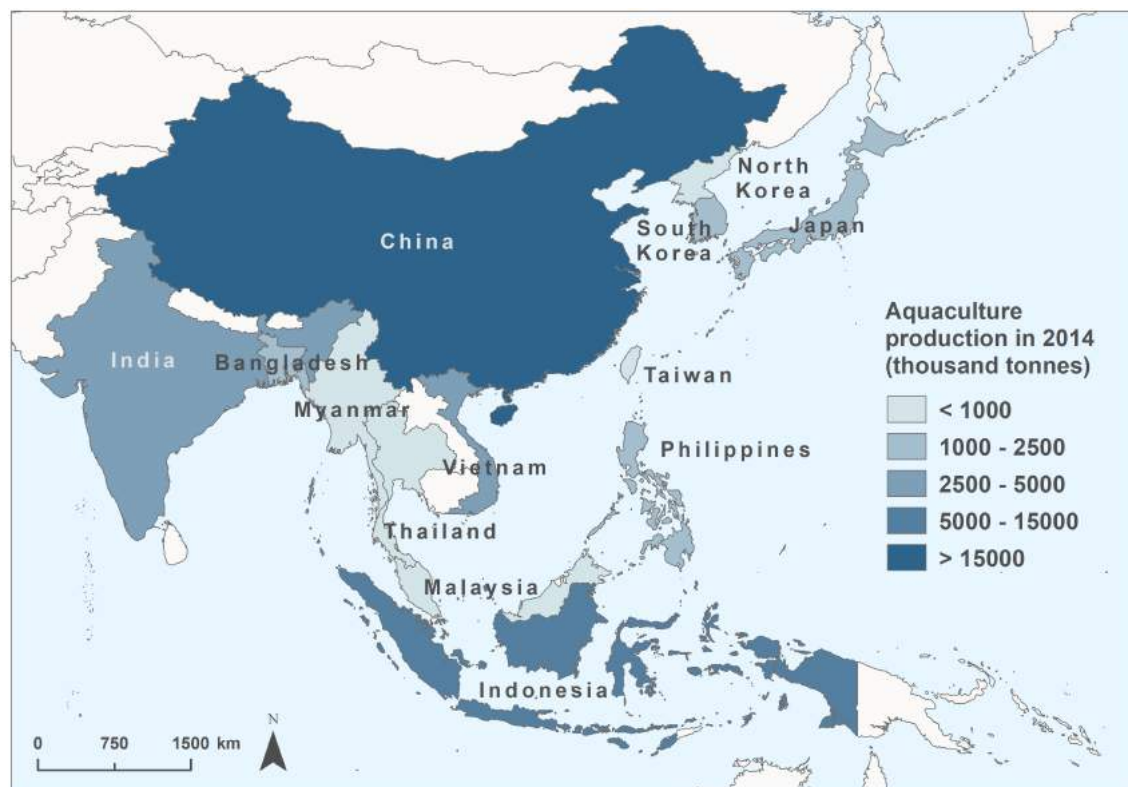 North
Korea
South
Korea
Japan
China
India
Bangladesh
Myanmar
Taiwan
Philippines
Vietnam
Thailand
Malaysia
Indonesia
Aquaculture
production in 2014
(thousand tonnes)
< 1000
1000 - 2500
2500 - 5000
5000 - 15000
> 15000
N
0 750 1500 km